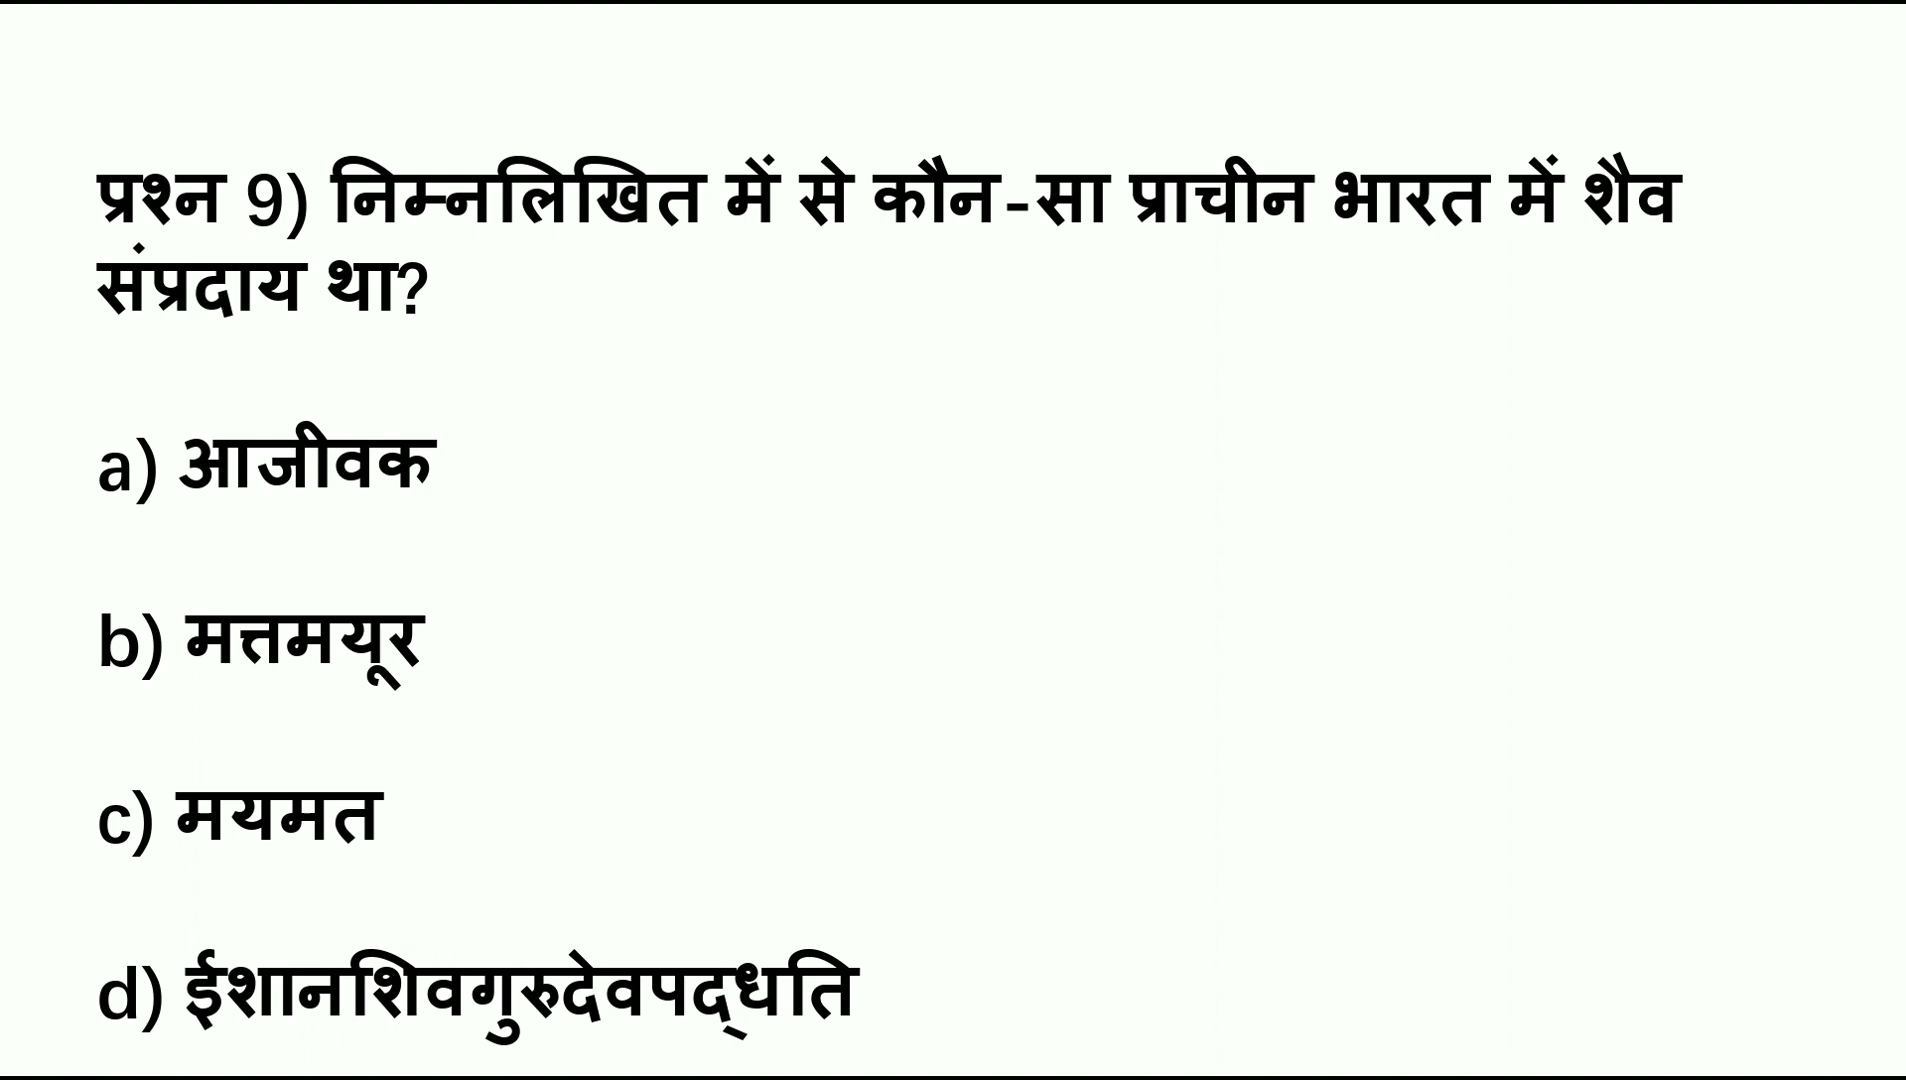 प्रश्न 9) निम्नलिखित में से कौन-सा प्राचीन भारत में शैव
संप्रदाय था?
a) आजीवक
b) मत्तमयूर
c) मयमत
d) ईशानशिवगुरुदेवपद्धति